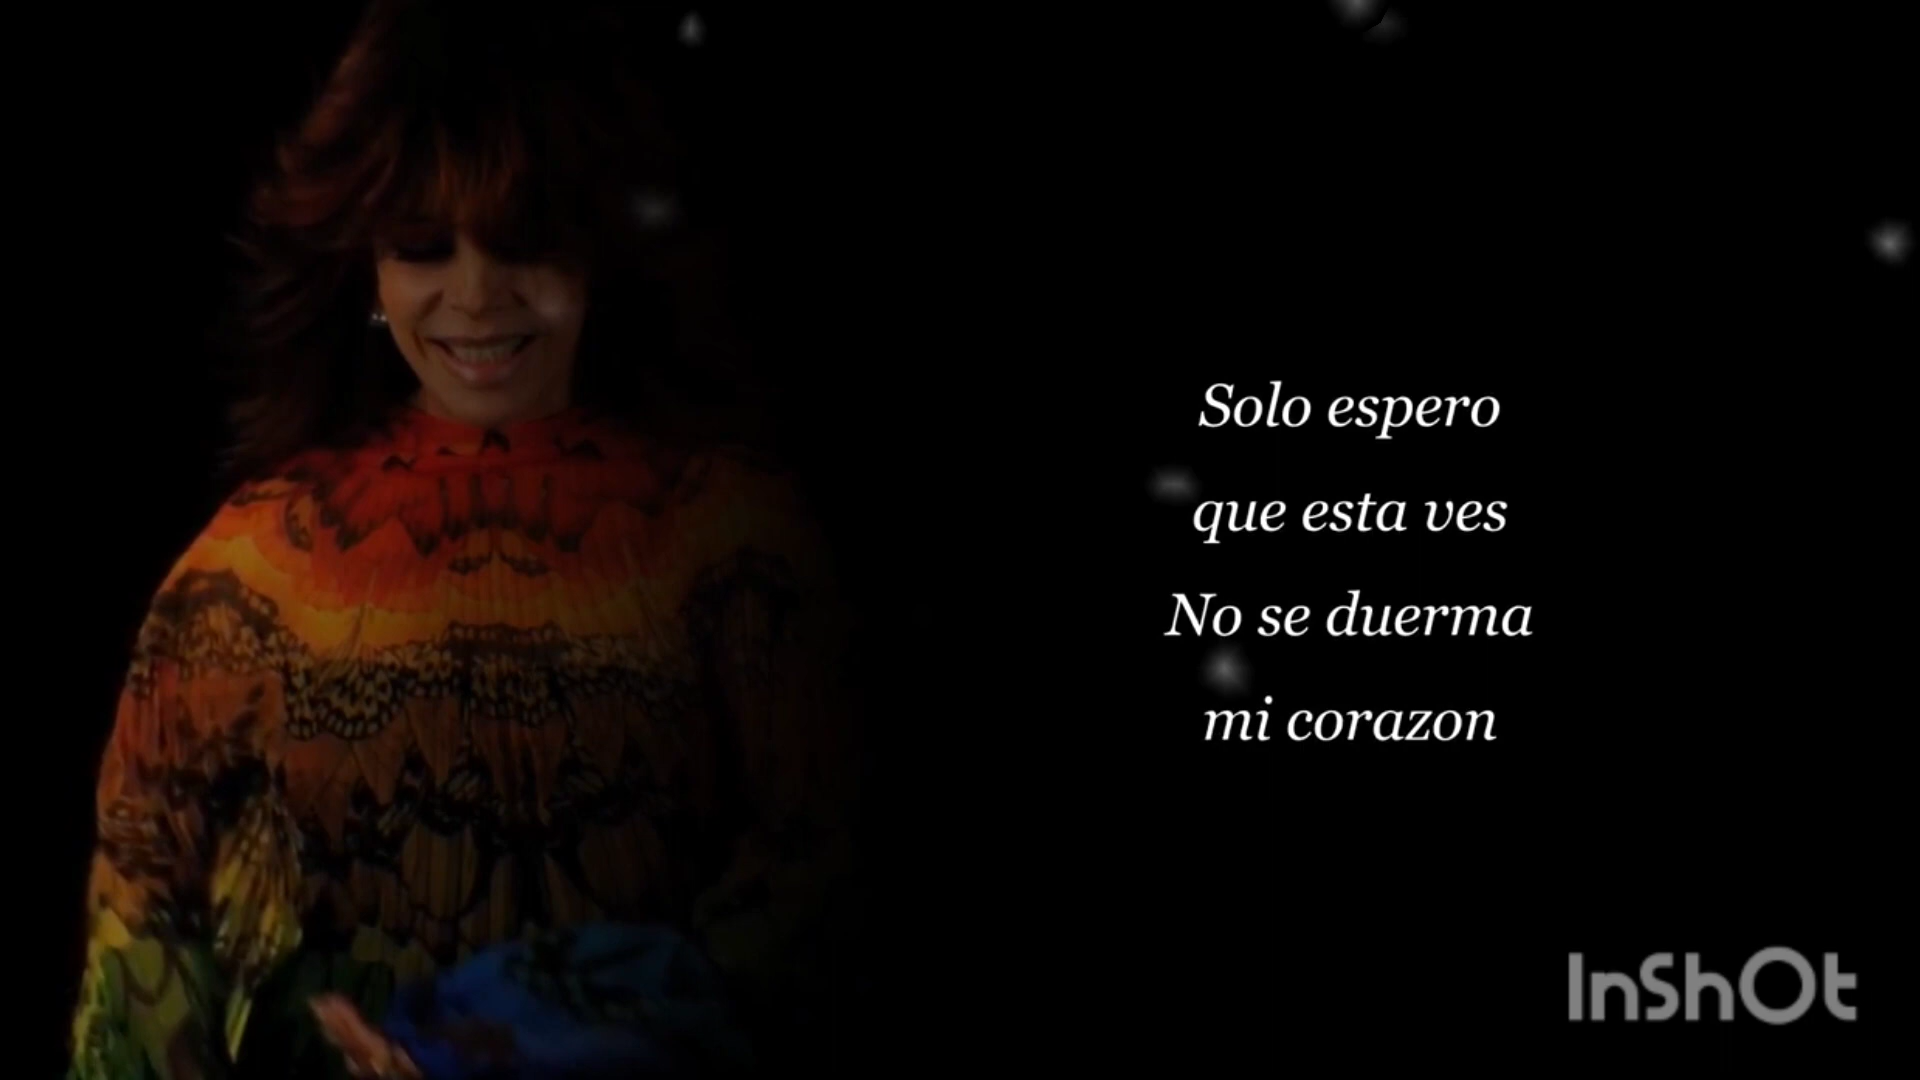 Solo espero
que esta ves
No se duerma
mi corazon
InShOt